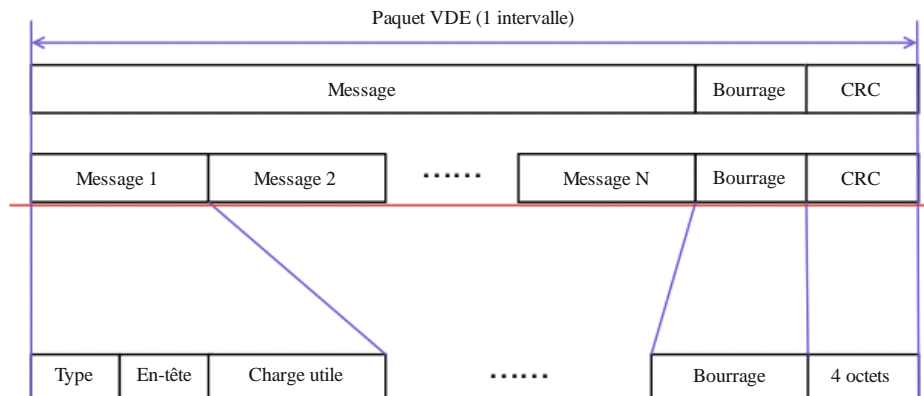 Paquet VDE (1 intervalle)
Message Bourrage CRC
Message 1 Message 2 ...... Message N Bourrage CRC
Type En-tête Charge utile ...... Bourrage 4 octets